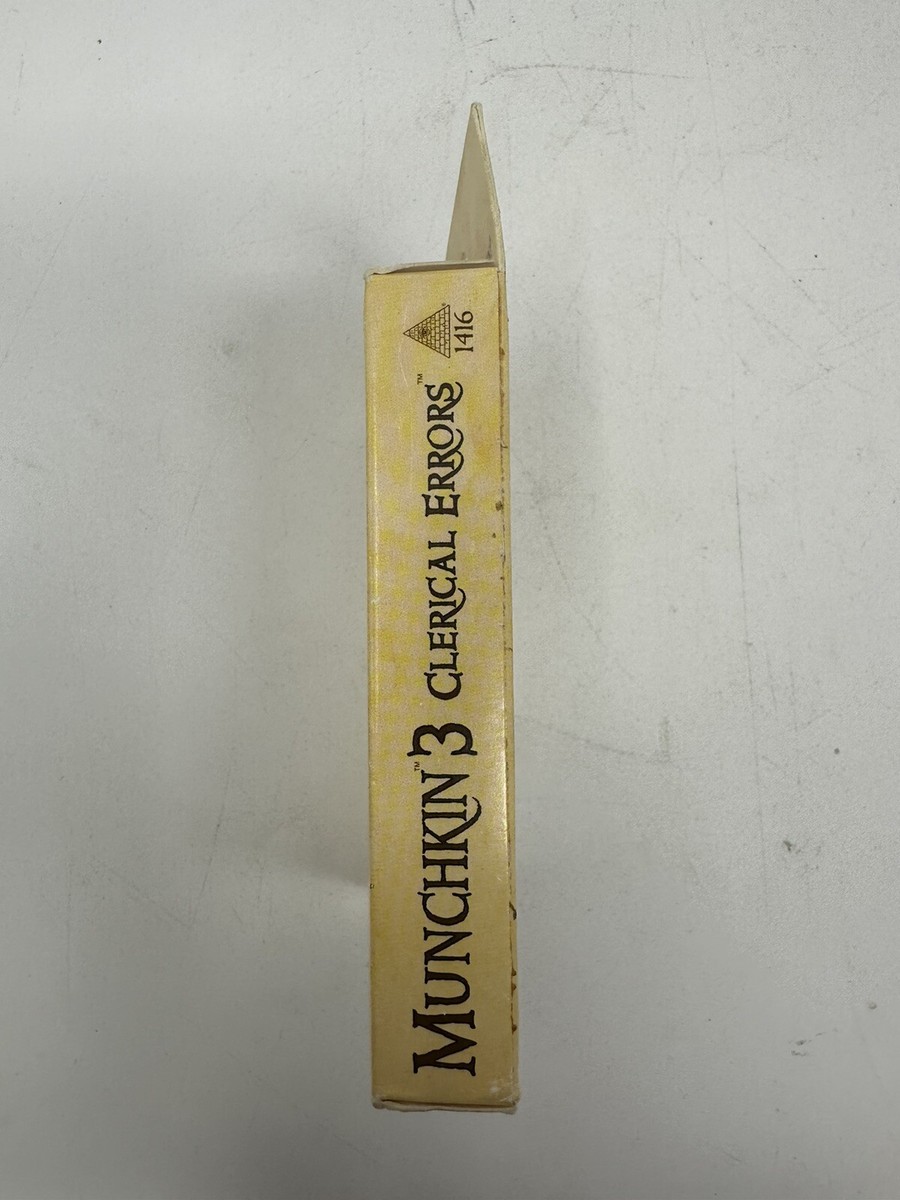 MUNCHKIN™ 3 CLERICAL ERRORS™
1416